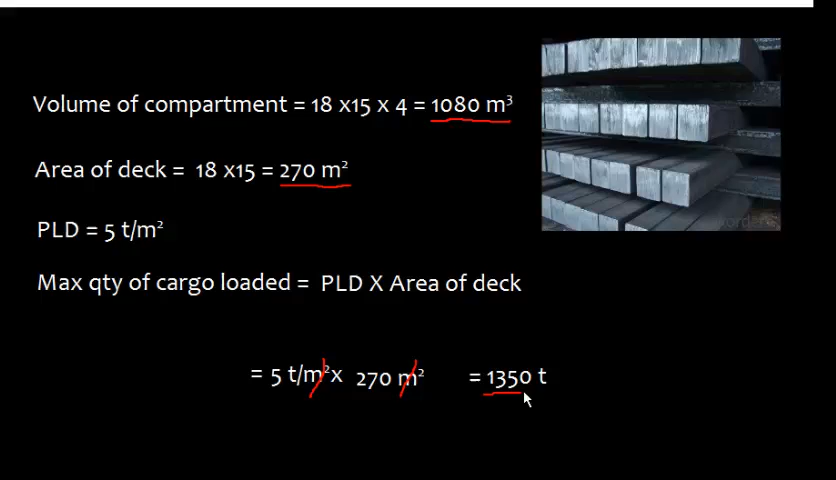 Volume of compartment = 18 x15 x 4 = 1080 m³
Area of deck = 18 x15 = 270 m²
PLD = 5 t/m²
Max qty of cargo loaded = PLD X Area of deck
= 5 t/m² x 270 m² = 1350 t